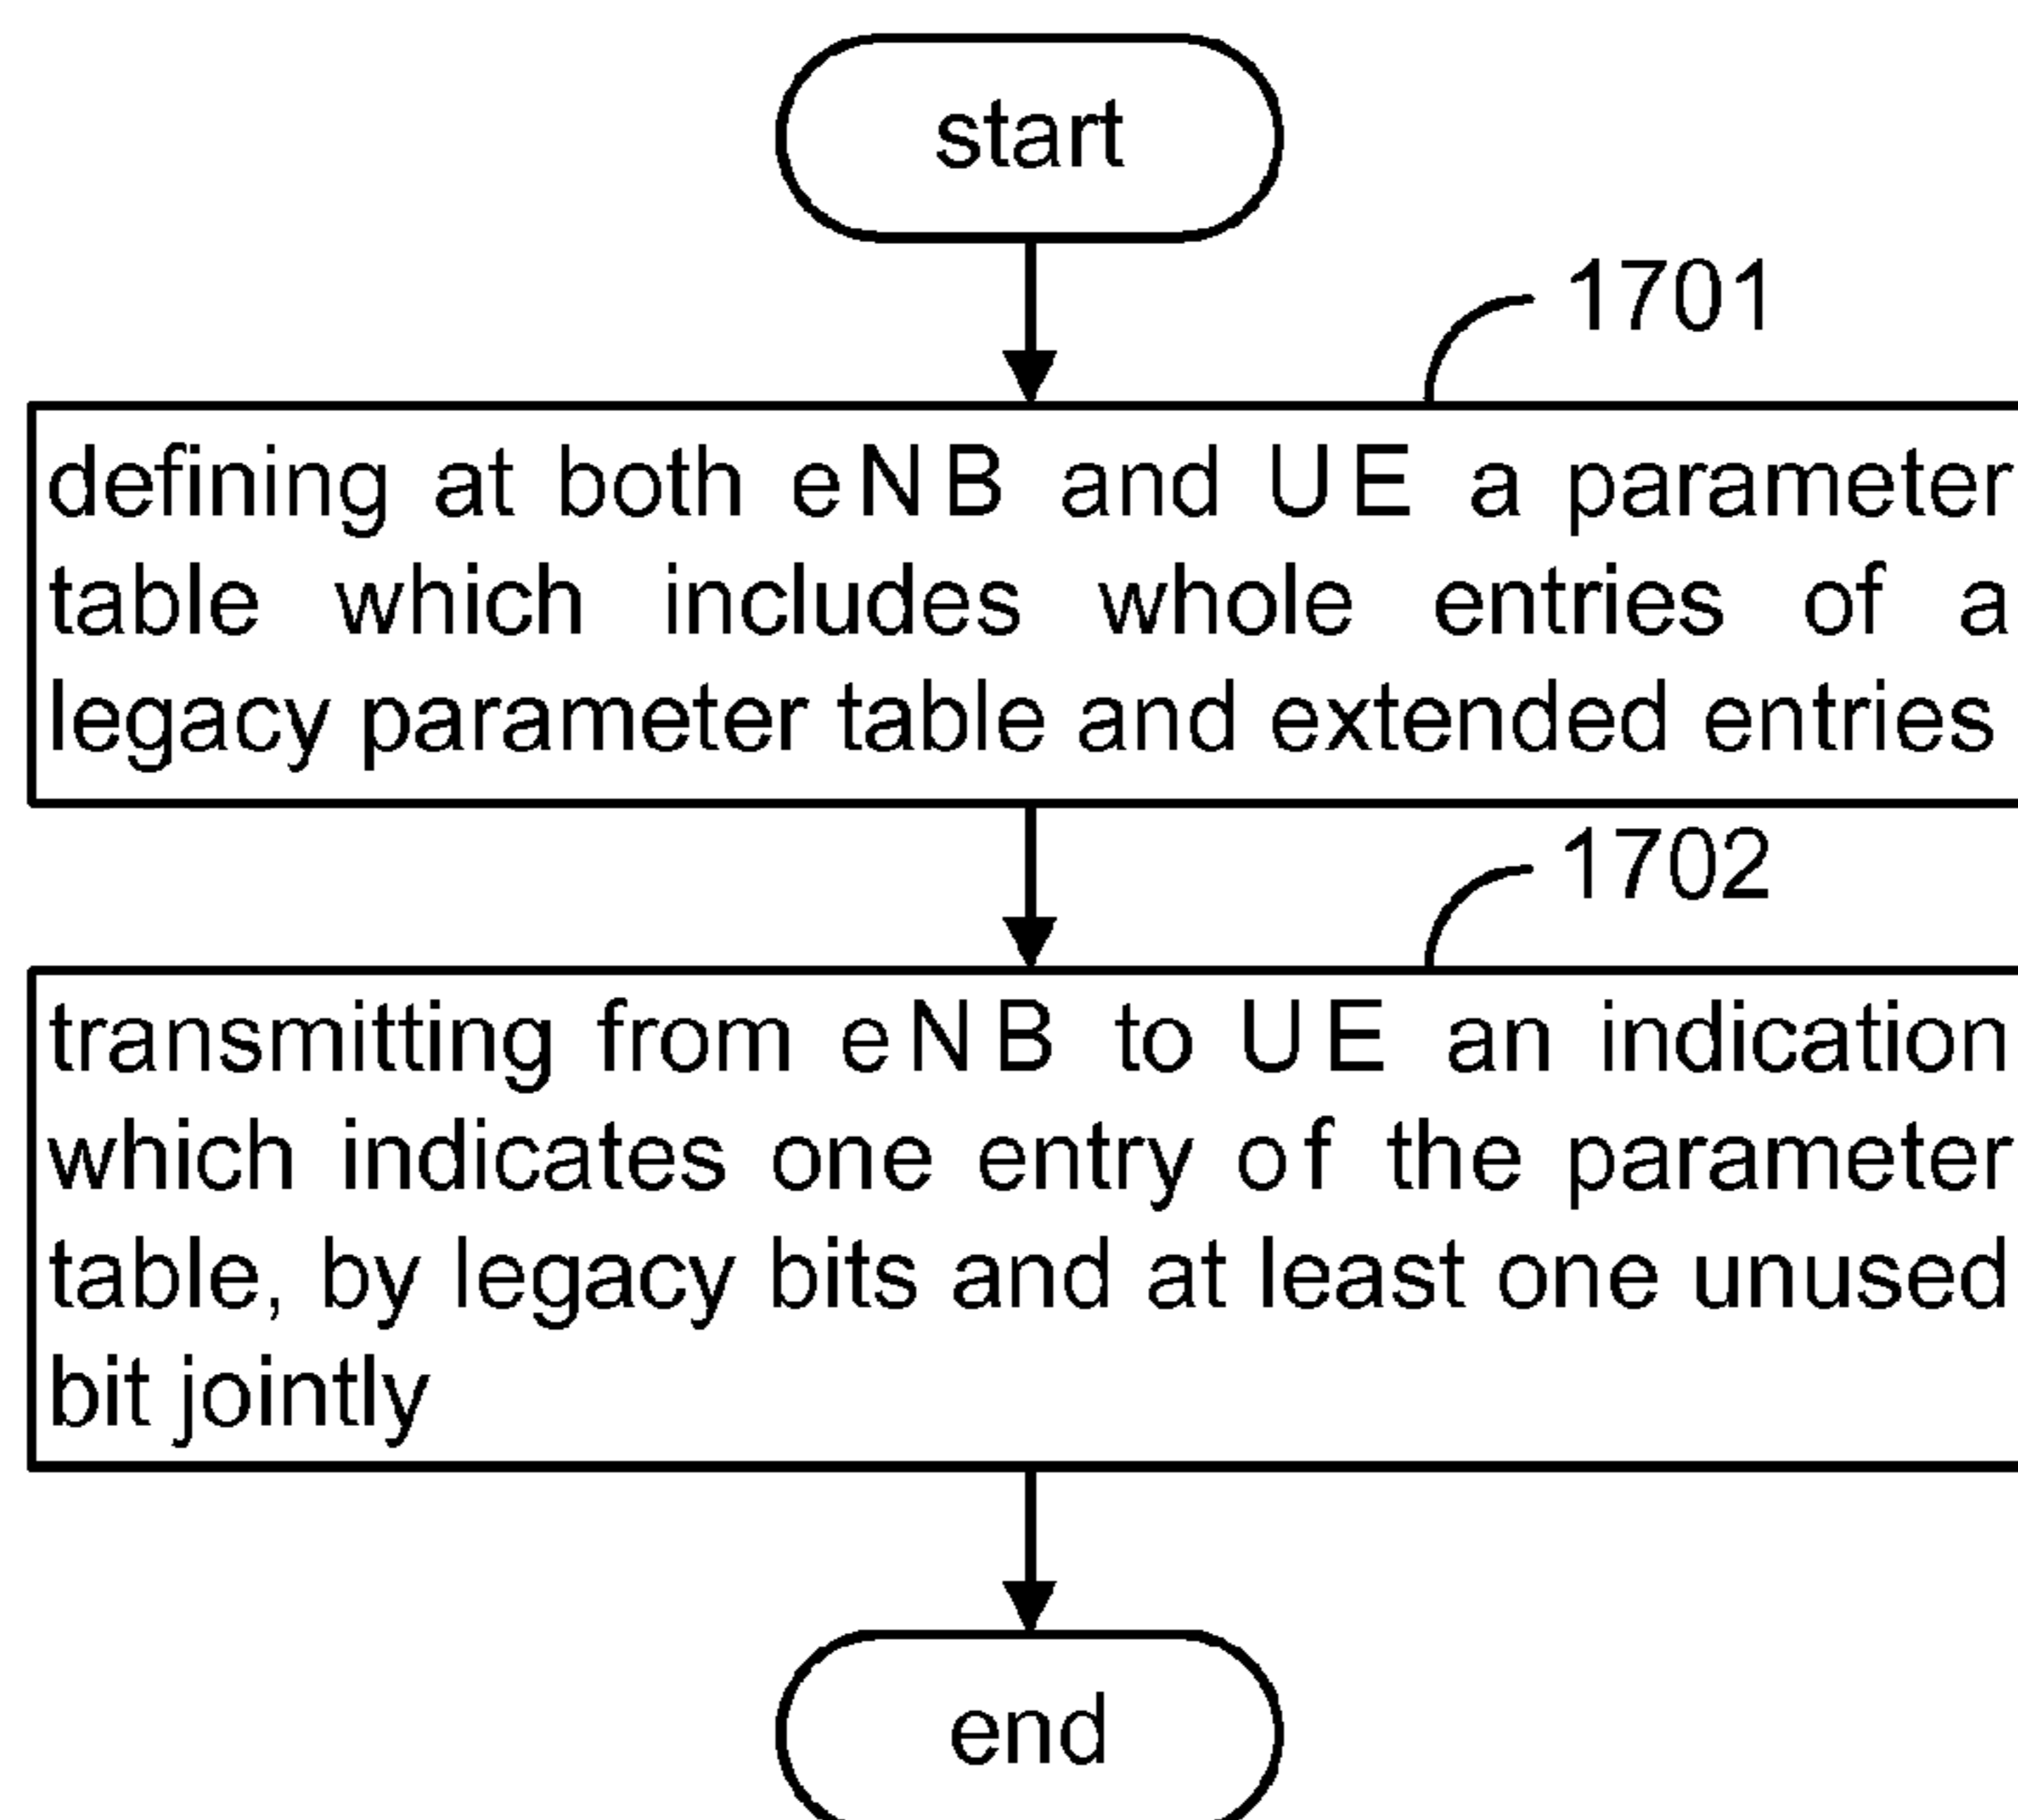 start
1701
defining at both eNB and UE a parameter
table which includes whole entries of a
legacy parameter table and extended entries
1702
transmitting from eNB to UE an indication
which indicates one entry of the parameter
table, by legacy bits and at least one unused
bit jointly
end